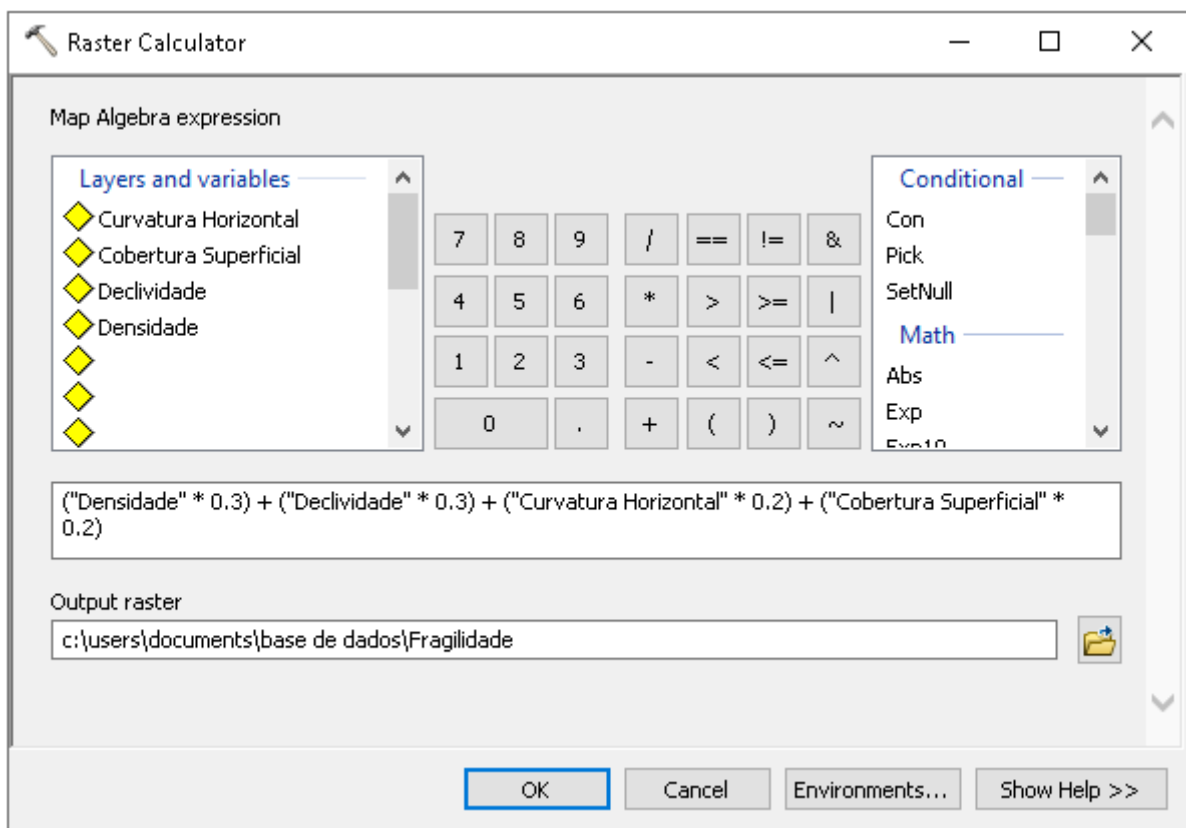 Raster Calculator
Map Algebra expression
Layers and variables
Curvatura Horizontal
Cobertura Superficial
Declividade
Densidade
7 8 9 / == != &
4 5 6 * > >= |
1 2 3 - < <= ^
0 . + ( ) ~
Conditional
Con
Pick
SetNull
Math
Abs
Exp
Exp10
("Densidade" * 0.3) + ("Declividade" * 0.3) + ("Curvatura Horizontal" * 0.2) + ("Cobertura Superficial" *
0.2)
Output raster
c:\users\documents\base de dados\Fragilidade
OK Cancel Environments... Show Help >>